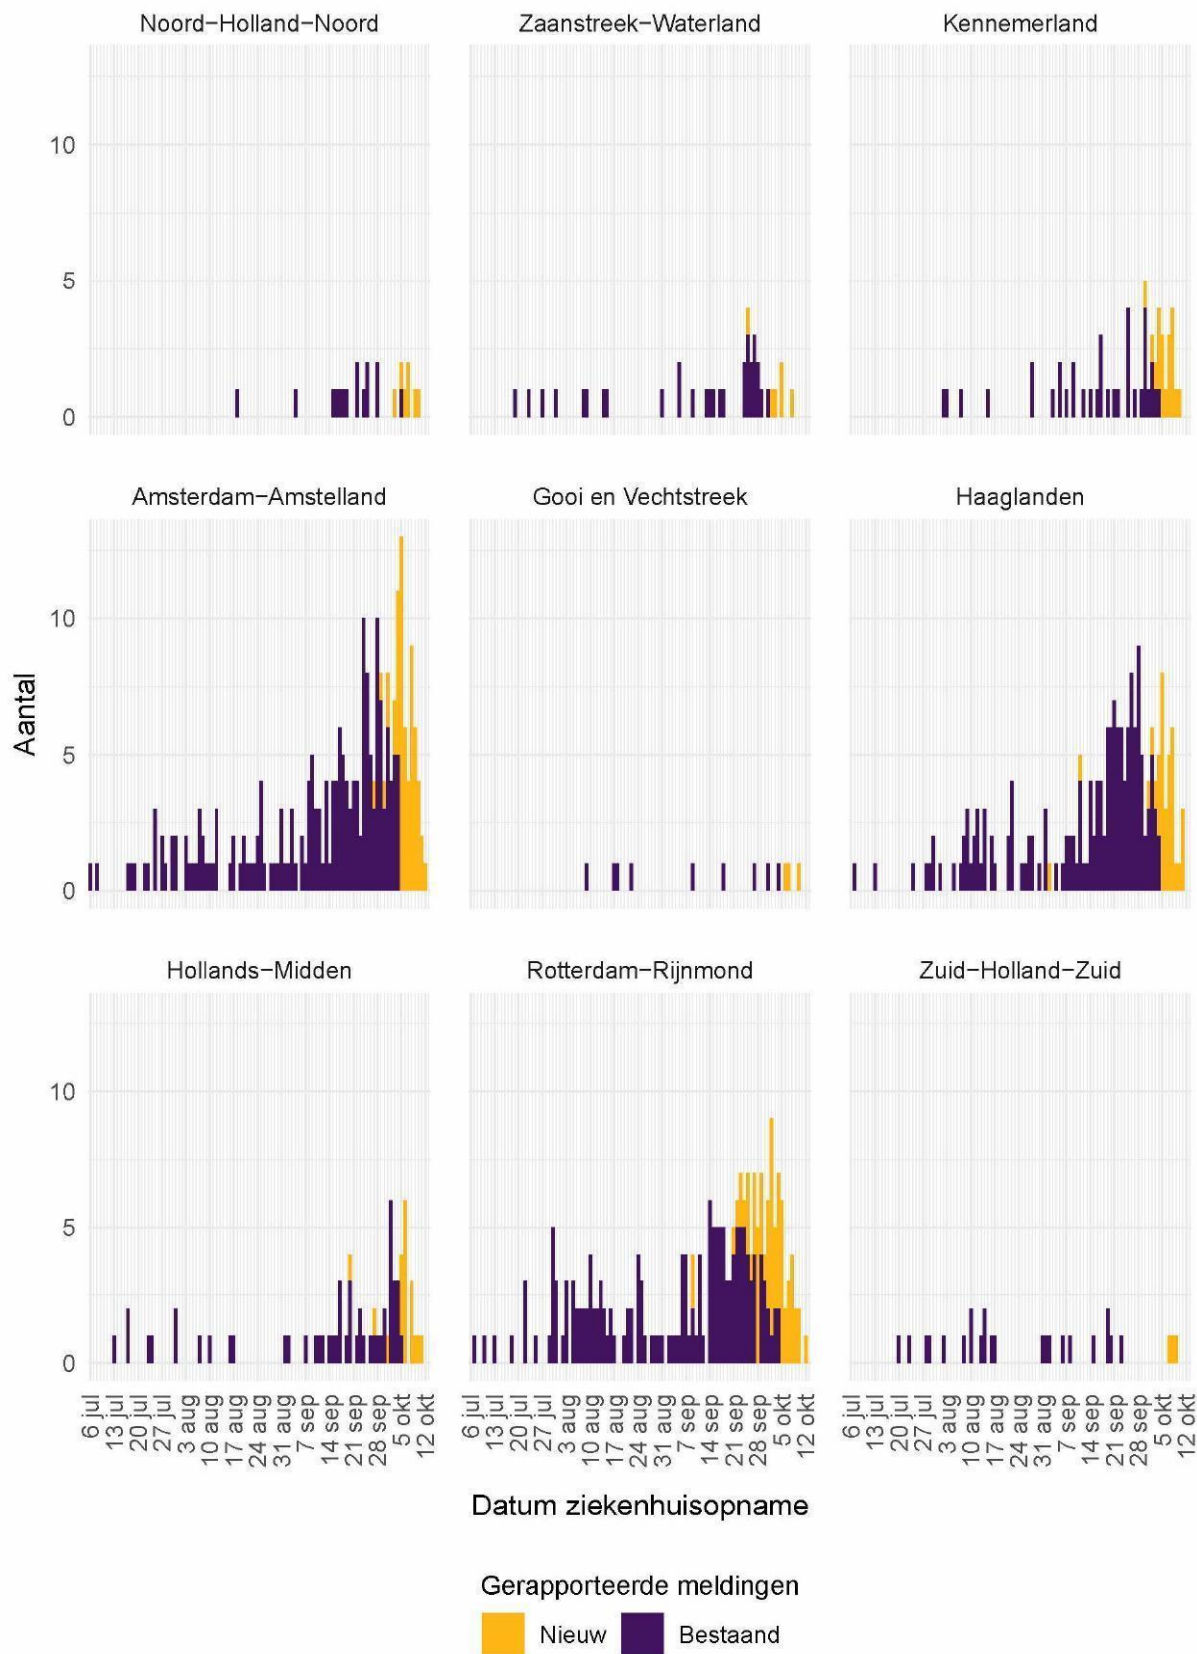 Noord−Holland−Noord
Zaanstreek−Waterland
Kennemerland
10
5
0
Amsterdam−Amstelland
Gooi en Vechtstreek
Haaglanden
10
5
0
Aantal
Hollands−Midden
Rotterdam−Rijnmond
Zuid−Holland−Zuid
10
5
0
6 jul
13 jul
20 jul
27 jul
3 aug
10 aug
17 aug
24 aug
31 aug
7 sep
14 sep
21 sep
28 sep
5 okt
12 okt
6 jul
13 jul
20 jul
27 jul
3 aug
10 aug
17 aug
24 aug
31 aug
7 sep
14 sep
21 sep
28 sep
5 okt
12 okt
6 jul
13 jul
20 jul
27 jul
3 aug
10 aug
17 aug
24 aug
31 aug
7 sep
14 sep
21 sep
28 sep
5 okt
12 okt
Datum ziekenhuisopname
Gerapporteerde meldingen
Nieuw
Bestaand